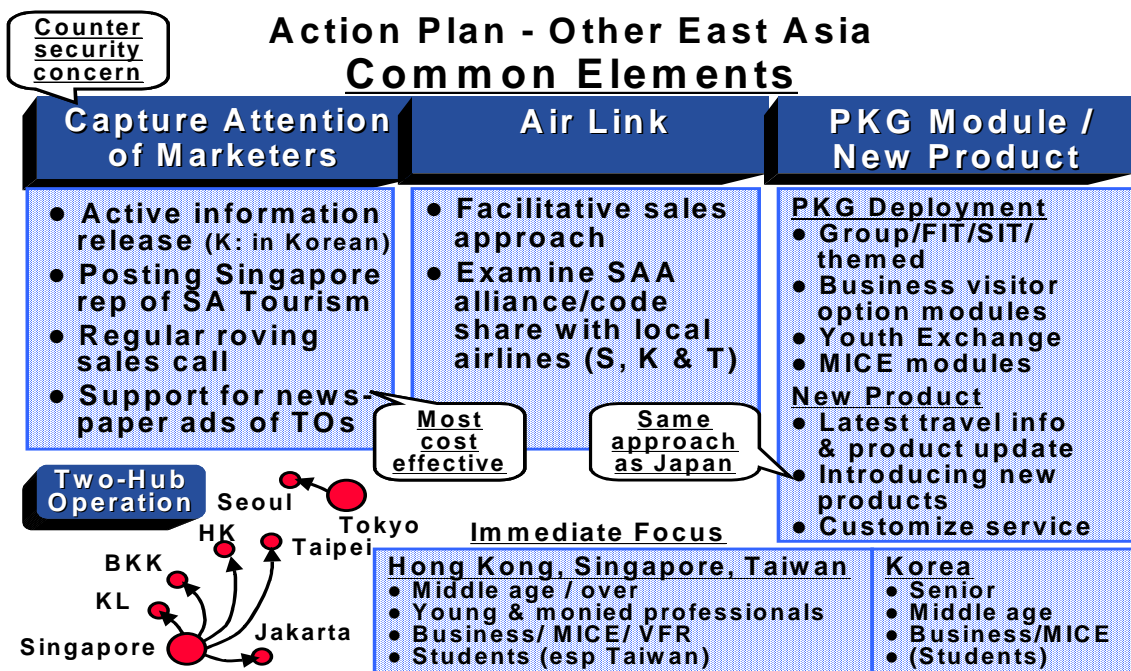 Counter
security
concern
Action Plan - Other East Asia
Common Elements
Capture Attention
of Marketers
● Active information
release (K: in Korean)
● Posting Singapore
rep of SA Tourism
● Regular roving
sales call
● Support for news-
paper ads of TOs
Most
cost
effective
Air Link
● Facilitative sales
approach
● Examine SAA
alliance/code
share with local
airlines (S, K & T)
PKG Module /
New Product
PKG Deployment
● Group/FIT/SIT/
themed
● Business visitor
option modules
● Youth Exchange
● MICE modules
New Product
● Latest travel info
& product update
● Introducing new
products
● Customize service
Same
approach
as Japan
Two-Hub
Operation
Seoul
Tokyo
HK
Taipei
BKK
KL
Singapore
Jakarta
Immediate Focus
Hong Kong, Singapore, Taiwan
● Middle age / over
● Young & monied professionals
● Business/ MICE/ VFR
● Students (esp Taiwan)
Korea
● Senior
● Middle age
● Business/MICE
● (Students)